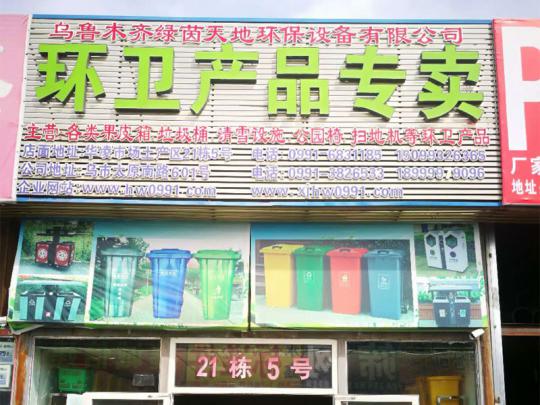 乌鲁木齐绿茵天地环保设备有限公司
环卫产品专卖
主营:各类果皮箱 垃圾桶 清雪设施 公园椅 扫地机等环卫产品
店面地址:华凌市场土产区21栋5号 电话:0991-6831189 13099326365
公司地址:乌市太原南路601号 电话:0991-3826533 18999979096
企业网站:www.hw0991.com www.xjhw0991.com
厂家
地址
21栋 5号